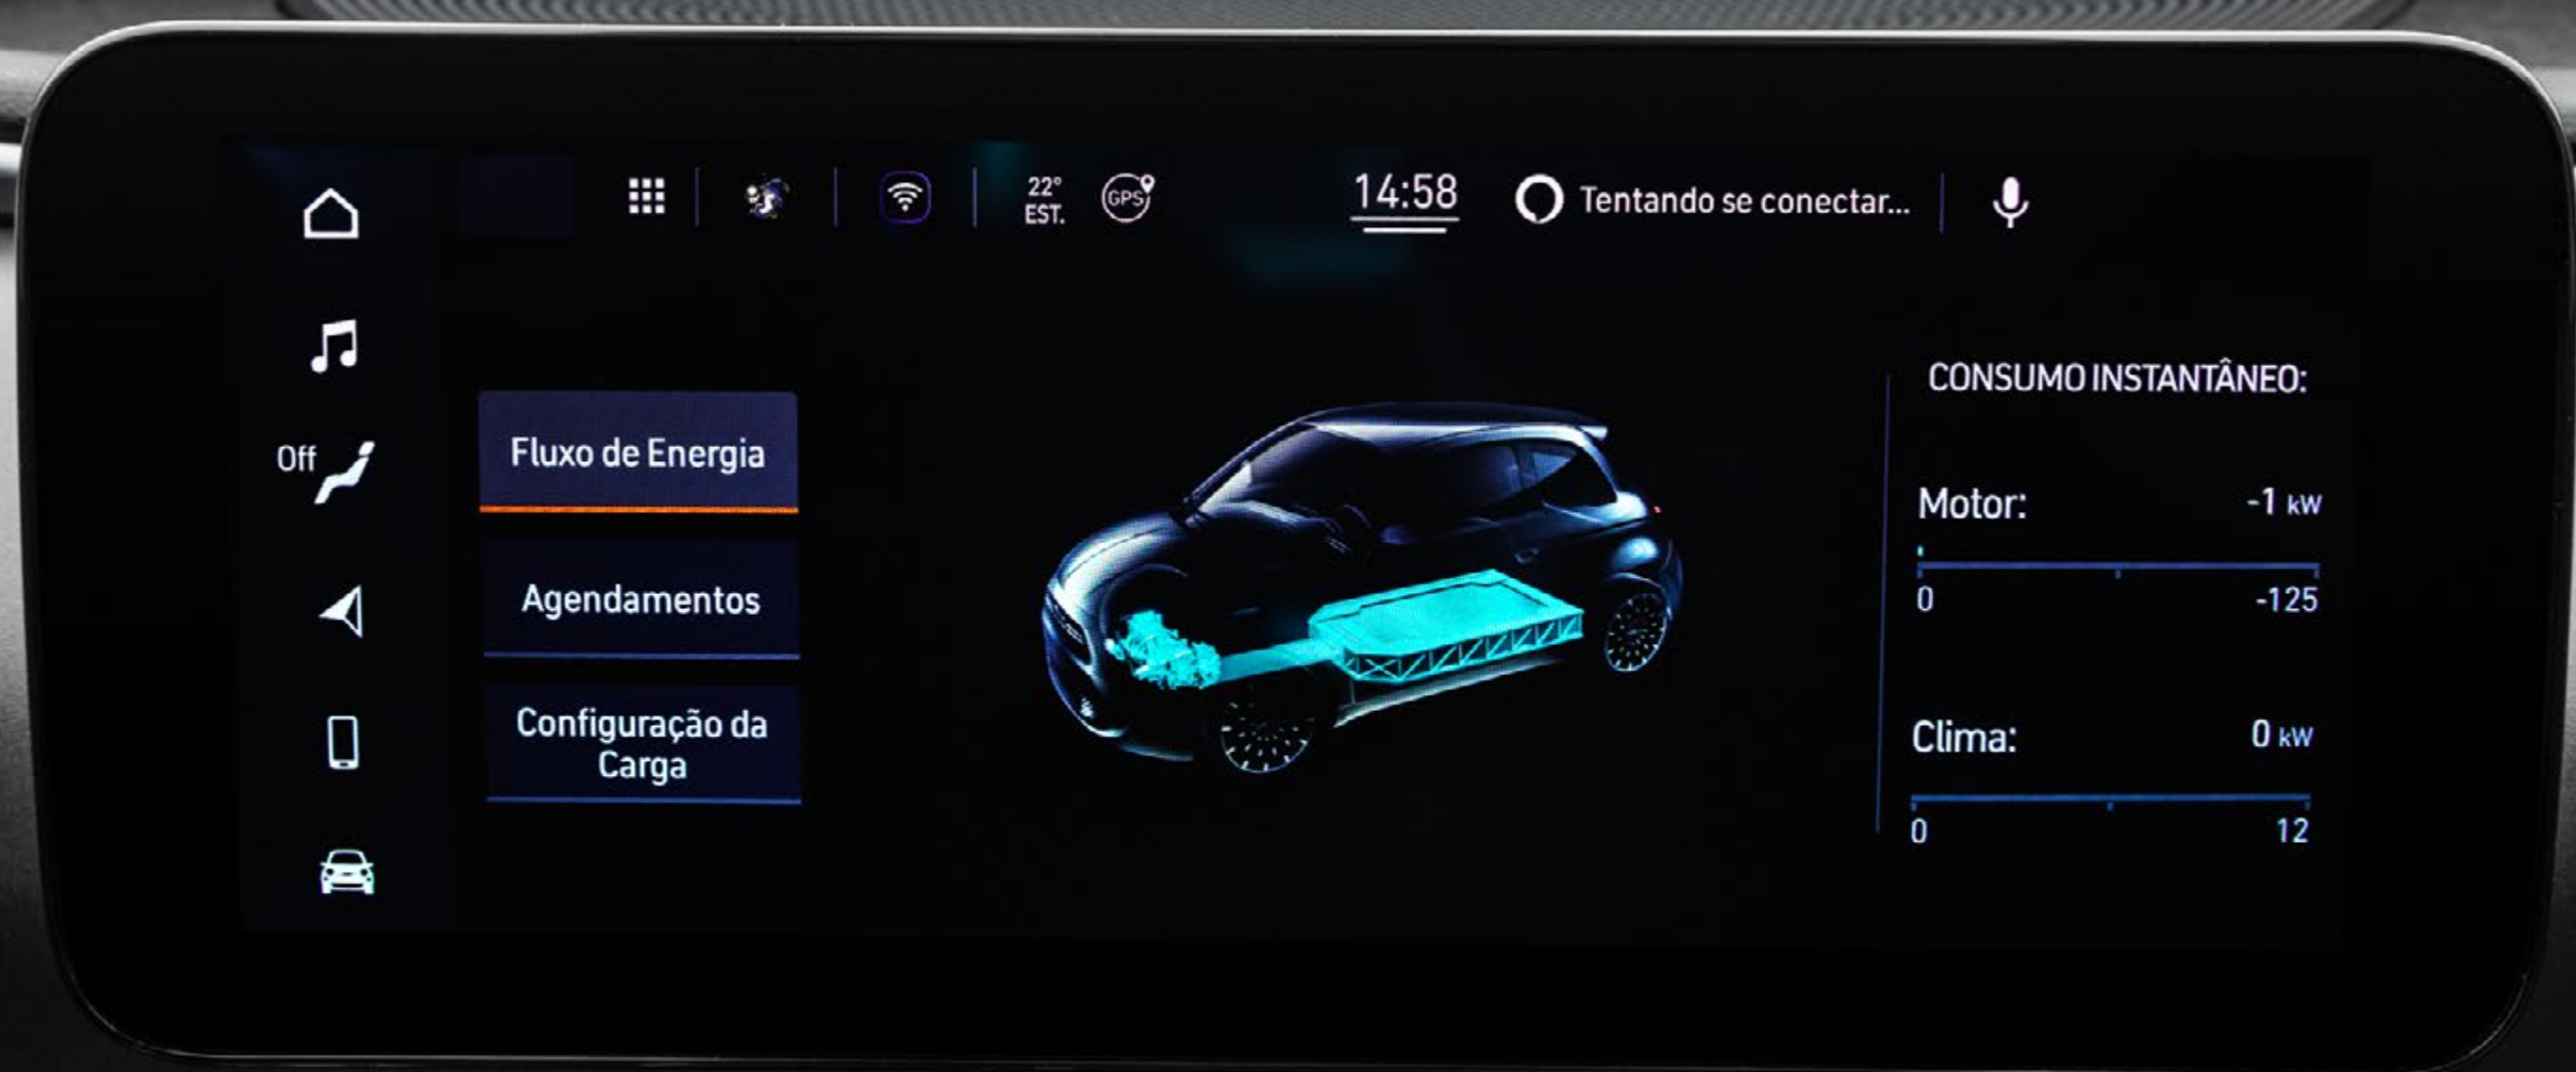 22°
EST.
GPS
14:58
Tentando se conectar...
Off
Fluxo de Energia
Agendamentos
Configuração da
Carga
CONSUMO INSTANTÂNEO:
Motor: -1 kW
0 -125
Clima: 0 kW
0 12